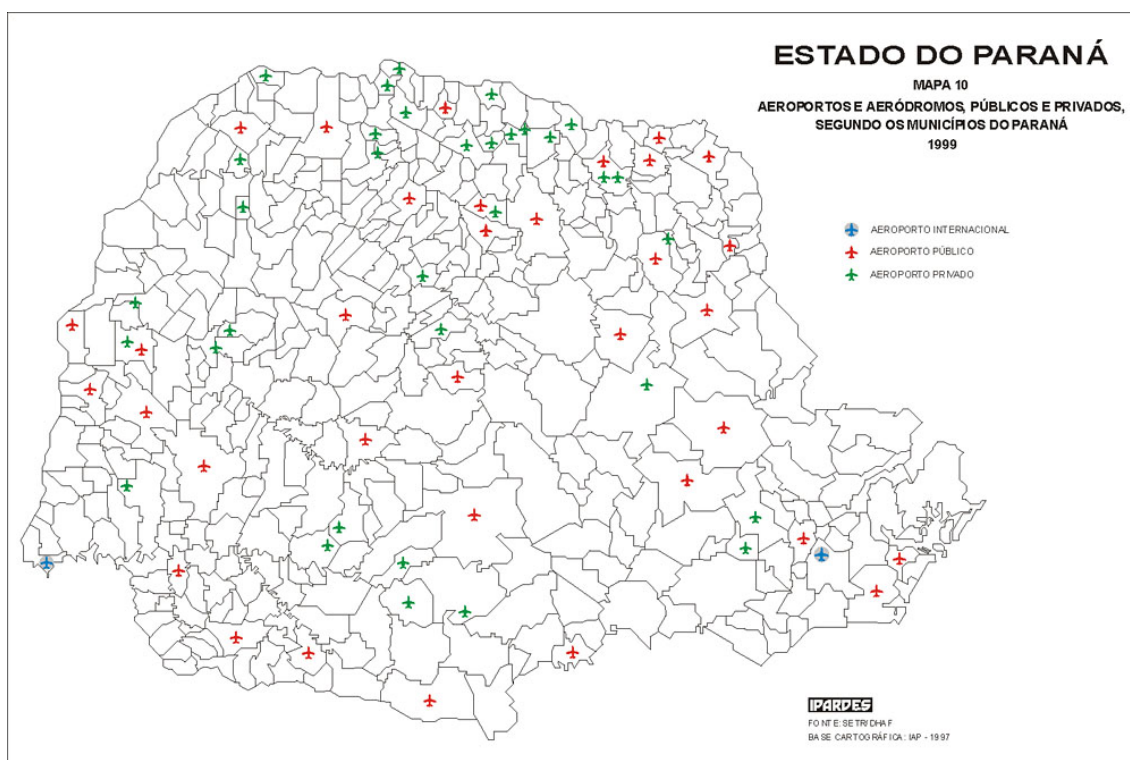 ESTADO DO PARANÁ
MAPA 10
AEROPORTOS E AERÓDROMOS, PÚBLICOS E PRIVADOS,
SEGUNDO OS MUNICÍPIOS DO PARANÁ
1999
AEROPORTO INTERNACIONAL
AEROPORTO PÚBLICO
AEROPORTO PRIVADO
IPARDES
FONTE: SETR/DHAF
BASE CARTOGRÁFICA: IAP - 1997